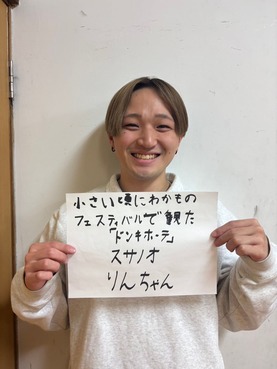 小さい頃にわかもの
フェスティバルで観た
「ドンキホーテ」
スサノオ
りんちゃん